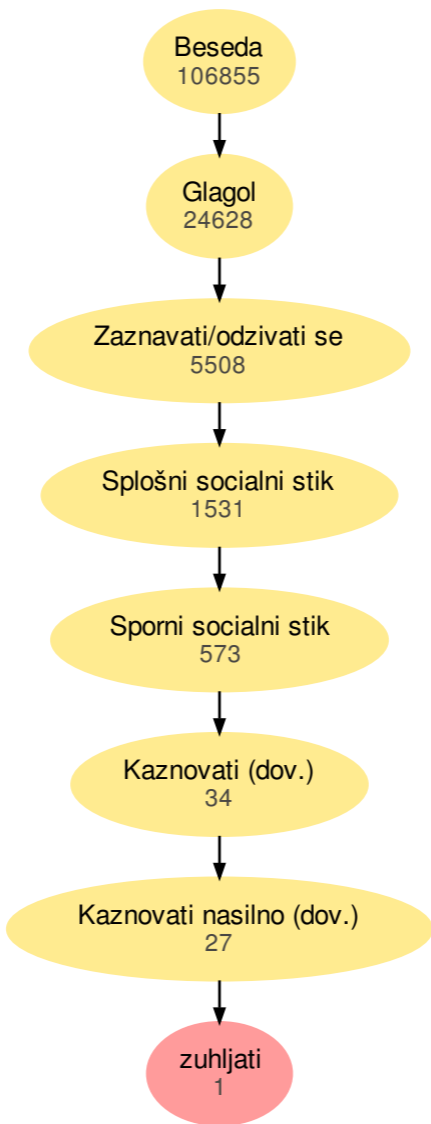 Beseda
106855
Glagol
24628
Zaznavati/odzivati se
5508
Splošni socialni stik
1531
Sporni socialni stik
573
Kaznovati (dov.)
34
Kaznovati nasilno (dov.)
27
zuhljati
1